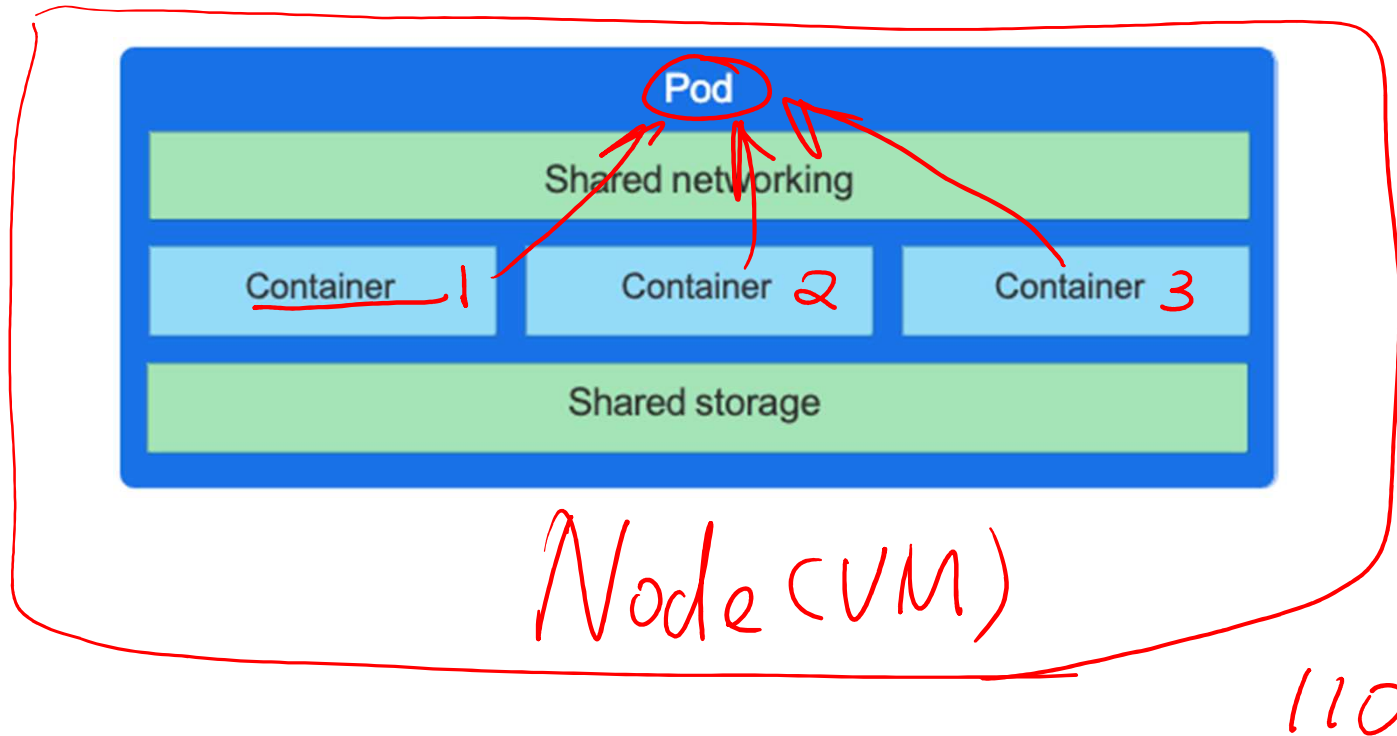 Pod
Shared networking
Container 1 Container 2 Container 3
Shared storage
Node (VM)
110